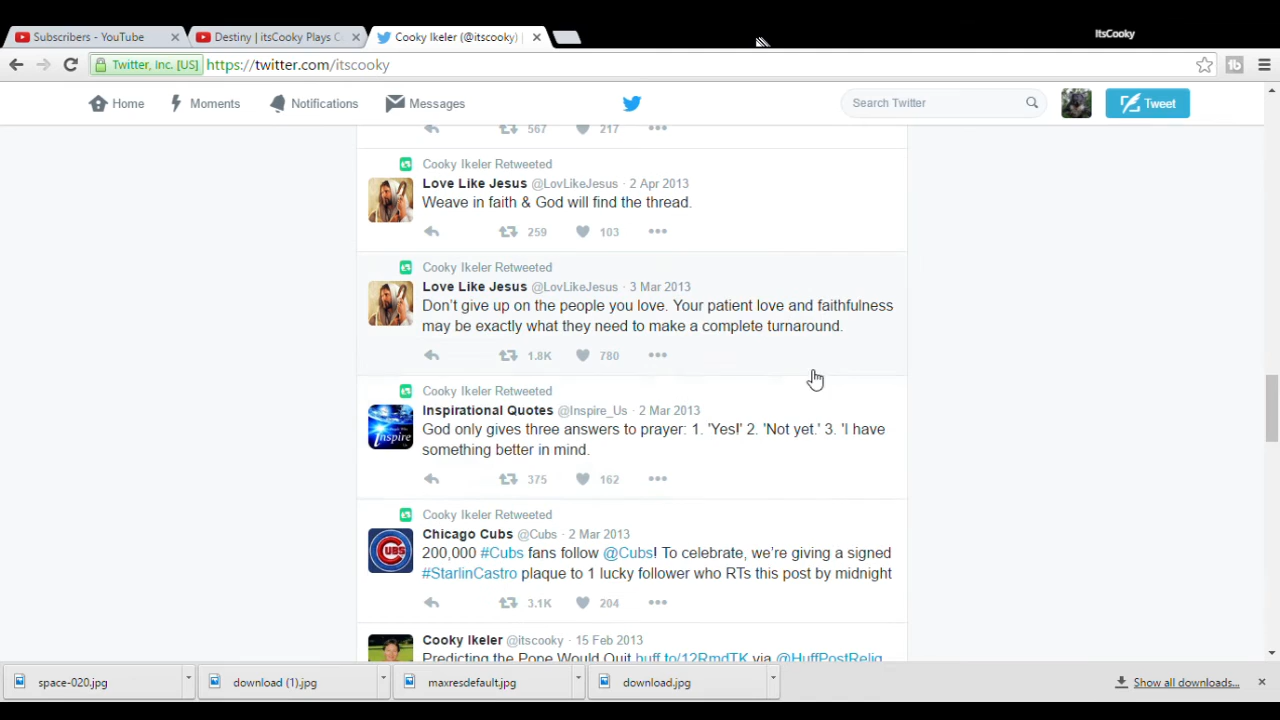 Subscribers - YouTube
Destiny | itsCooky Plays
Cooky Ikeler (@itscooky)
ItsCooky
Twitter, Inc. [US] https://twitter.com/itscooky
Home Moments Notifications Messages Search Twitter Tweet
567 217
Cooky Ikeler Retweeted
Love Like Jesus @LovLikeJesus · 2 Apr 2013
Weave in faith & God will find the thread.
259 103
Cooky Ikeler Retweeted
Love Like Jesus @LovLikeJesus · 3 Mar 2013
Don't give up on the people you love. Your patient love and faithfulness
may be exactly what they need to make a complete turnaround.
1.8K 780
Cooky Ikeler Retweeted
Inspirational Quotes @Inspire_Us · 2 Mar 2013
God only gives three answers to prayer: 1. 'Yes!' 2. 'Not yet.' 3. 'I have
something better in mind.
Inspire
375 162
Cooky Ikeler Retweeted
Chicago Cubs @Cubs · 2 Mar 2013
200,000 #Cubs fans follow @Cubs! To celebrate, we're giving a signed
#StarlinCastro plaque to 1 lucky follower who RTs this post by midnight
CUBS
3.1K 204
Cooky Ikeler @itscooky · 15 Feb 2013
Predicting the Pope Would Quit huff.to/12RmdTK via @HuffPostRelig
space-020.jpg download (1).jpg maxresdefault.jpg download.jpg Show all downloads...